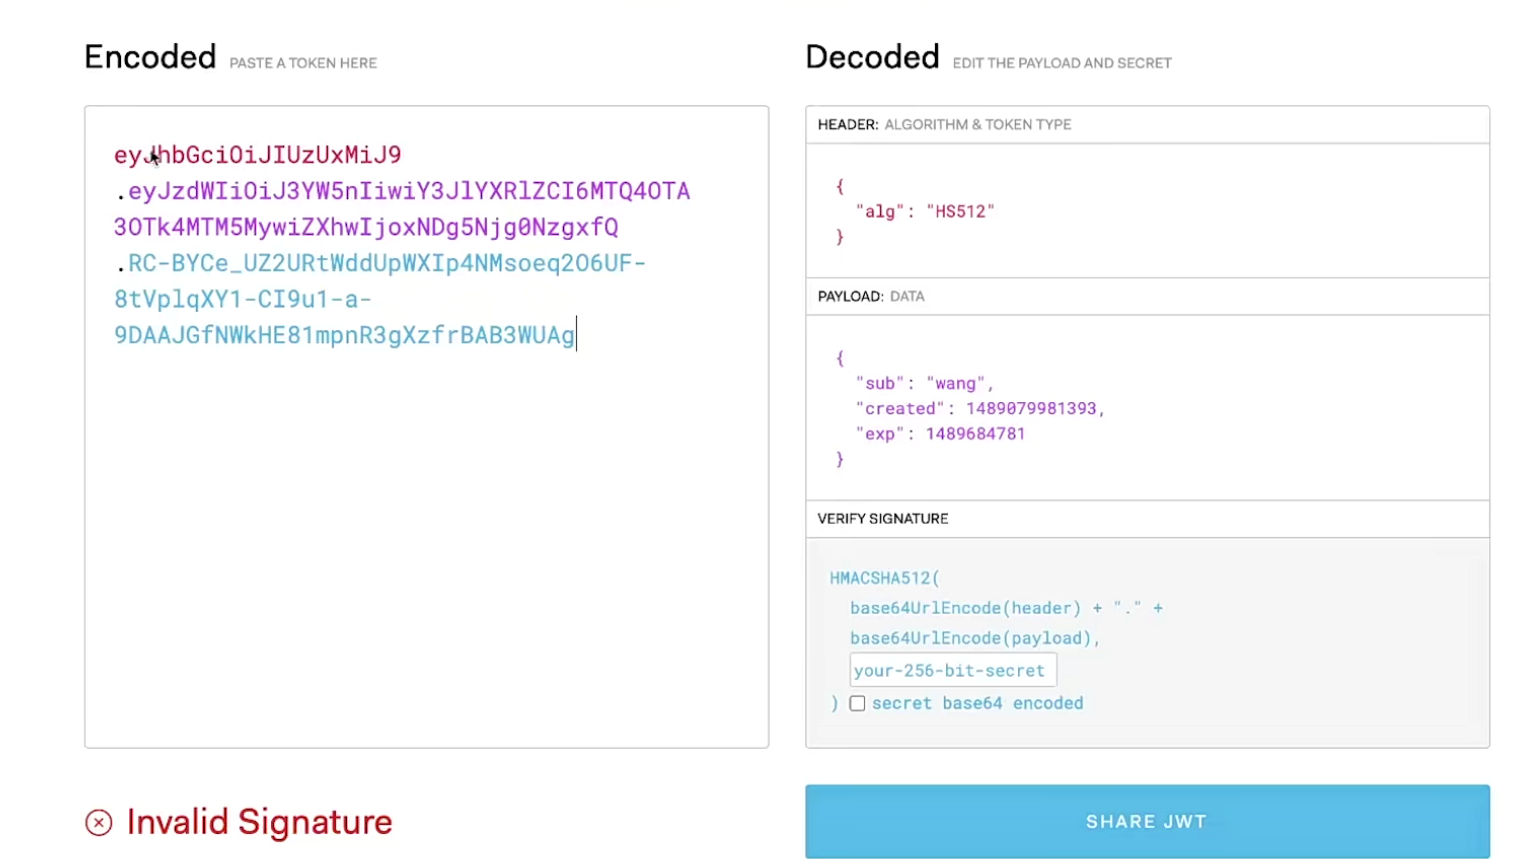 Encoded PASTE A TOKEN HERE
eyJhbGciOiJIUzUxMiJ9
.eyJzdWIiOiJ3YW5nIiwiY3JlYXRlZCI6MTQ4OTA
3OTk4MTM5MywiZXhwIjoxNDg5Njg0NzgxfQ
.RC-BYCe_UZ2URtWddUpWXIp4NMsoeq2O6UF-
8tVplqXY1-CI9u1-a-
9DAAJGfNWkHE81mpnR3gXzfrBAB3WUAg
Invalid Signature
Decoded EDIT THE PAYLOAD AND SECRET
HEADER: ALGORITHM & TOKEN TYPE
{
"alg": "HS512"
}
PAYLOAD: DATA
{
"sub": "wang",
"created": 1489079981393,
"exp": 1489684781
}
VERIFY SIGNATURE
HMACSHA512(
base64UrlEncode(header) + "." +
base64UrlEncode(payload),
your-256-bit-secret
) secret base64 encoded
SHARE JWT